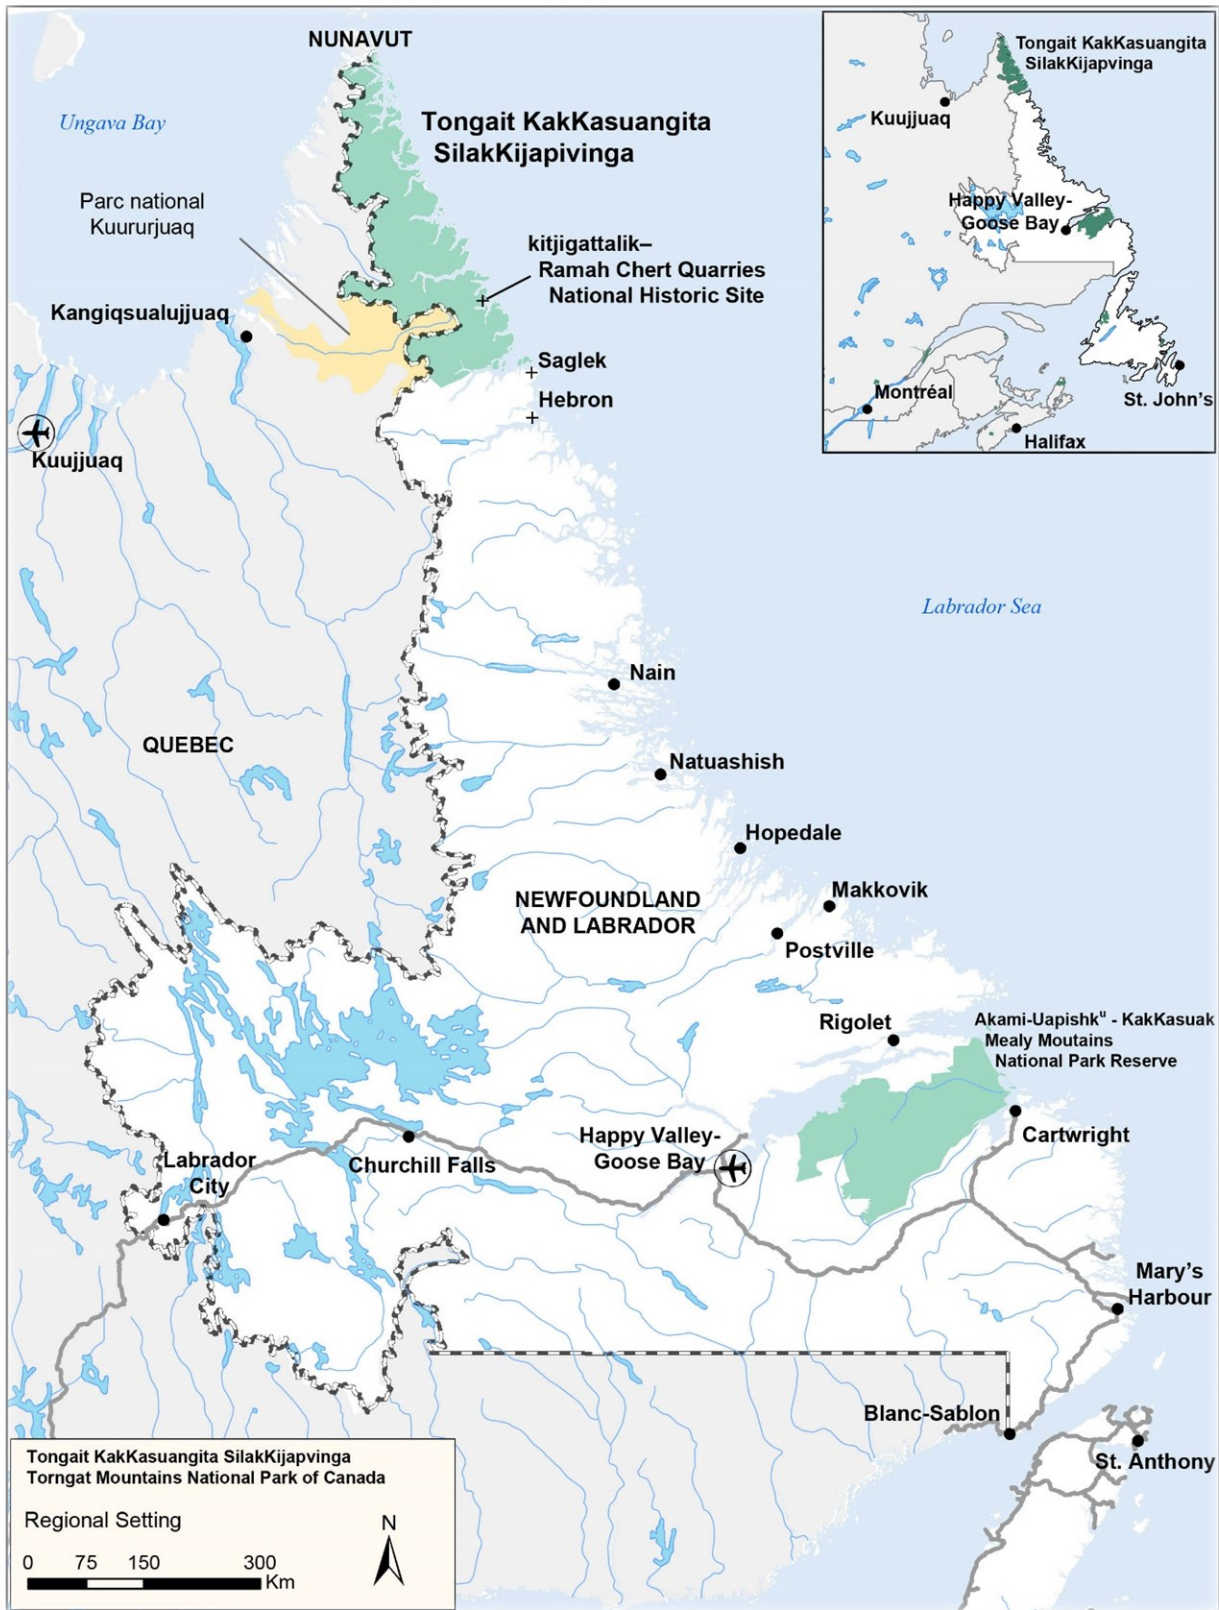 NUNAVUT
Ungava Bay
Tongait KakKasuangita
SilakKijapivinga
Parc national
Kuururjuaq
kitjigattalik–
Ramah Chert Quarries
National Historic Site
Kangiqsualujjuaq
Saglek
Hebron
Kuujjuaq
Tongait KakKasuangita
SilakKijapvinga
Kuujjuaq
Happy Valley-
Goose Bay
Montréal
St. John's
Halifax
Labrador Sea
Nain
QUEBEC
Natuashish
Hopedale
NEWFOUNDLAND
AND LABRADOR
Makkovik
Postville
Rigolet
Akami-Uapishkᵘ - KakKasuak
Mealy Moutains
National Park Reserve
Cartwright
Happy Valley-
Goose Bay
Churchill Falls
Labrador
City
Mary's
Harbour
Blanc-Sablon
St. Anthony
Tongait KakKasuangita SilakKijapvinga
Torngat Mountains National Park of Canada
Regional Setting
N
0 75 150 300
Km